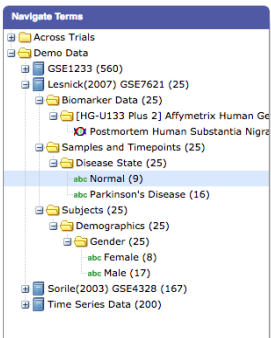 Navigate Terms
Across Trials
Demo Data
GSE1233 (560)
Lesnick(2007) GSE7621 (25)
Biomarker Data (25)
[HG-U133 Plus 2] Affymetrix Human Ge
Postmortem Human Substantia Nigra
Samples and Timepoints (25)
Disease State (25)
abc Normal (9)
abc Parkinson's Disease (16)
Subjects (25)
Demographics (25)
Gender (25)
abc Female (8)
abc Male (17)
Sorile(2003) GSE4328 (167)
Time Series Data (200)